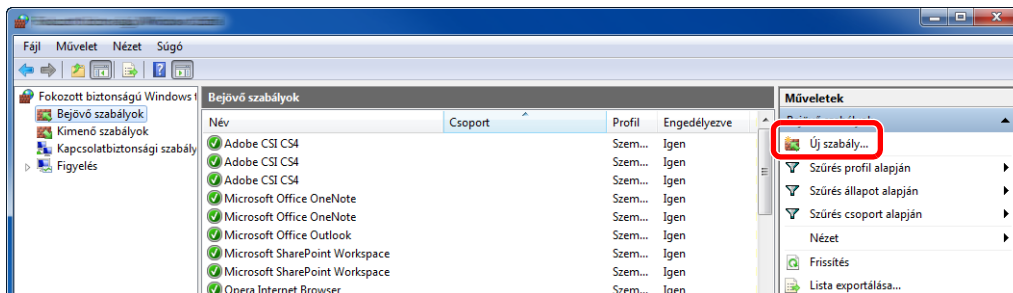 Fájl Művelet Nézet Súgó
Fokozott biztonságú Windows t
Bejövő szabályok
Kimenő szabályok
Kapcsolatbiztonsági szabály
Figyelés
Bejövő szabályok
Név Csoport Profil Engedélyezve
Adobe CSI CS4 Szem... Igen
Adobe CSI CS4 Szem... Igen
Adobe CSI CS4 Szem... Igen
Microsoft Office OneNote Szem... Igen
Microsoft Office OneNote Szem... Igen
Microsoft Office Outlook Szem... Igen
Microsoft SharePoint Workspace Szem... Igen
Microsoft SharePoint Workspace Szem... Igen
Opera Internet Browser Szem... Igen
Műveletek
Új szabály...
Szűrés profil alapján
Szűrés állapot alapján
Szűrés csoport alapján
Nézet
Frissítés
Lista exportálása...